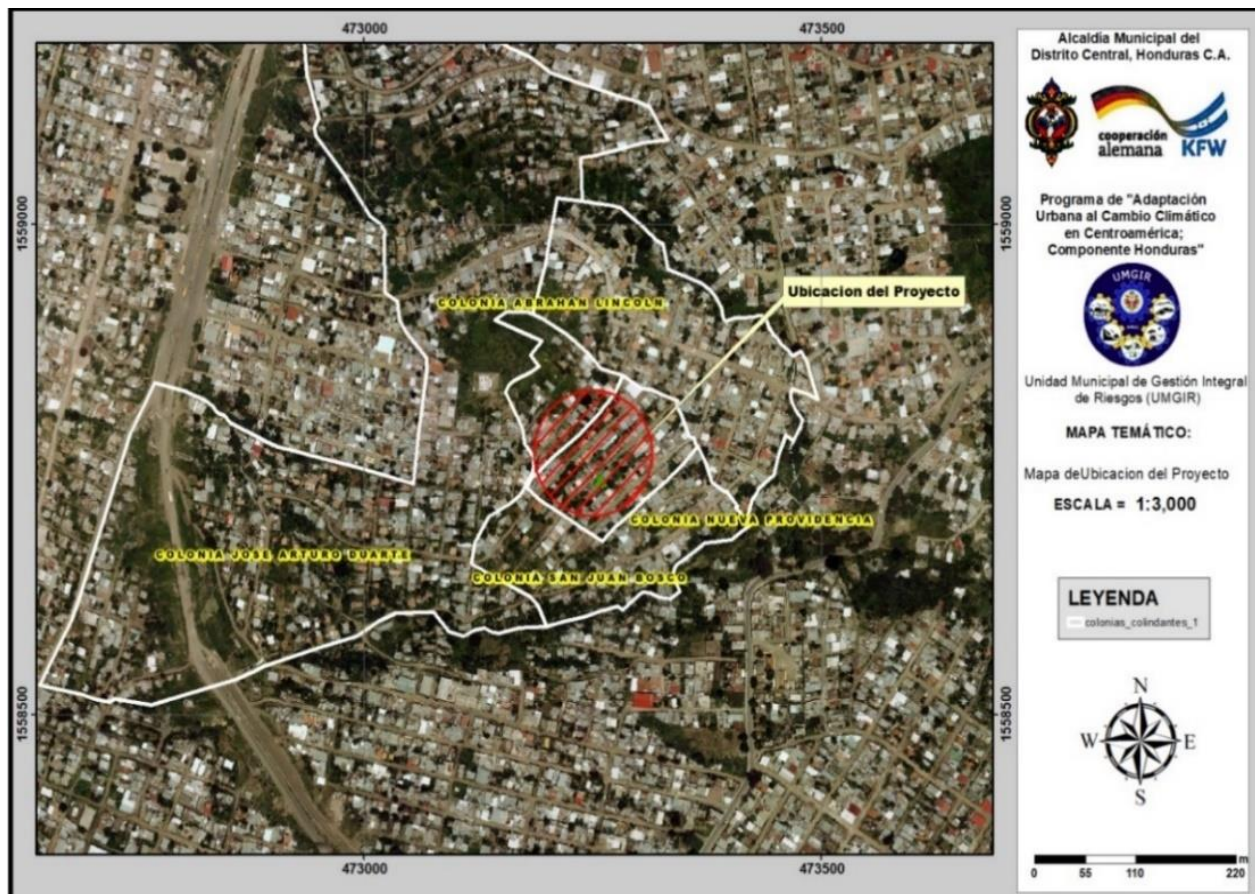 473000
473500
1559000
1559000
COLONIA ABRAHAN LINCOLN
Ubicacion del Proyecto
COLONIA NUEVA PROVIDENCIA
COLONIA JOSE ARTURO DUARTE
COLONIA SAN JUAN BOSCO
1558500
1558500
473000
473500
Alcaldía Municipal del
Distrito Central, Honduras C.A.
cooperación
alemana
KFW
Programa de "Adaptación
Urbana al Cambio Climático
en Centroamérica;
Componente Honduras"
UMGIR
Unidad Municipal de Gestión Integral
de Riesgos (UMGIR)
MAPA TEMÁTICO:
Mapa deUbicacion del Proyecto
ESCALA = 1:3,000
LEYENDA
colonias_colindantes_1
N
W
E
S
m
0
55
110
220